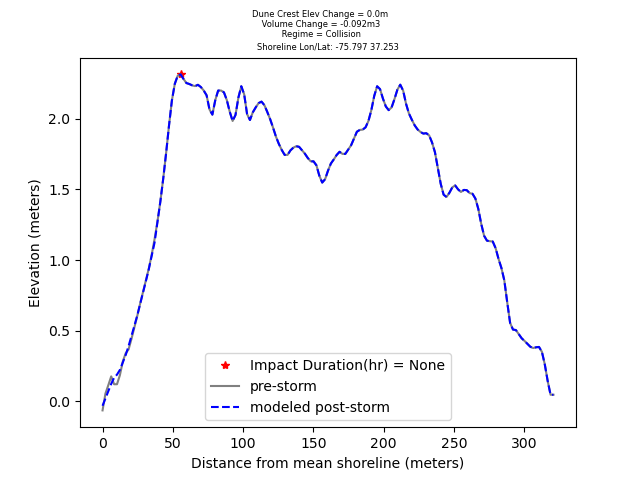 Dune Crest Elev Change = 0.0m
Volume Change = -0.092m3
Regime = Collision
Shoreline Lon/Lat: -75.797 37.253
2.0
1.5
1.0
0.5
0.0
Elevation (meters)
Impact Duration(hr) = None
pre-storm
modeled post-storm
0 50 100 150 200 250 300
Distance from mean shoreline (meters)